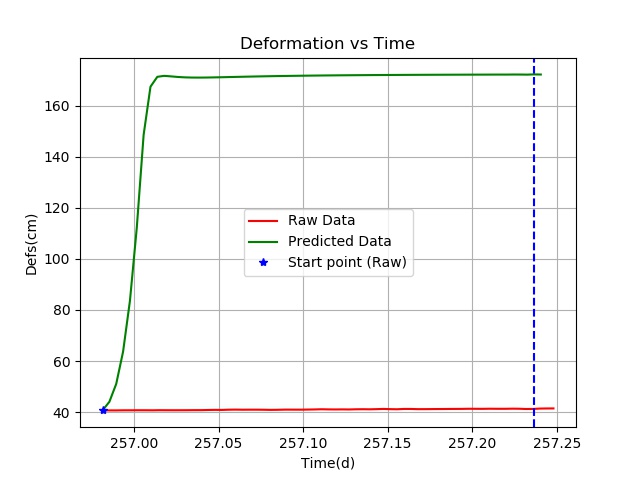 Deformation vs Time
160
140
120
100
80
60
40
Defs(cm)
Raw Data
Predicted Data
Start point (Raw)
257.00 257.05 257.10 257.15 257.20 257.25
Time(d)